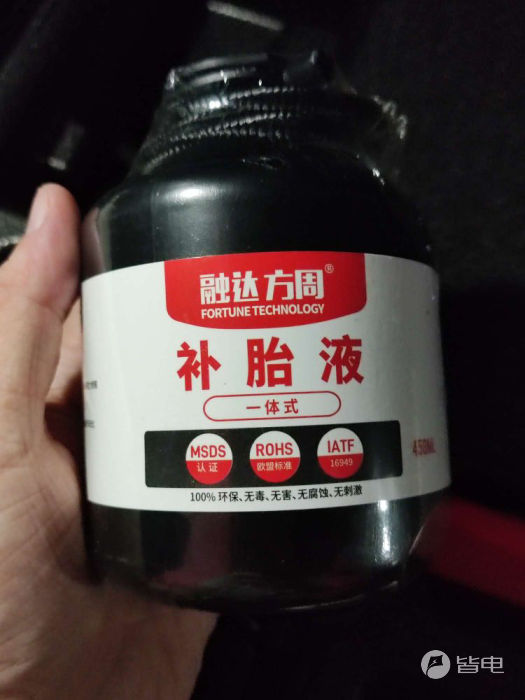 融达方周®
FORTUNE TECHNOLOGY
补胎液
一体式
MSDS
认证
ROHS
欧盟标准
IATF
16949
450ML
100%环保、无毒、无害、无腐蚀、无刺激
皆电